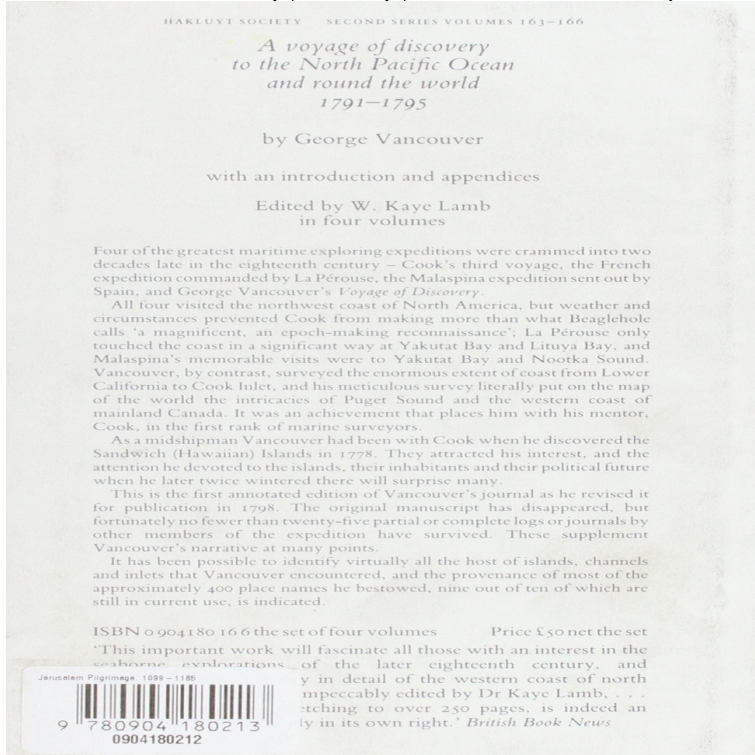 HAKLUYT SOCIETY SECOND SERIES VOLUMES 163–166
A voyage of discovery
to the North Pacific Ocean
and round the world
1791–1795
by George Vancouver
with an introduction and appendices
Edited by W. Kaye Lamb
in four volumes
Four of the greatest maritime exploring expeditions were crammed into two
decades late in the eighteenth century – Cook's third voyage, the French
expedition commanded by La Pérouse, the Malaspina expedition sent out by
Spain, and George Vancouver's Voyage of Discovery.
All four visited the northwest coast of North America, but weather and
circumstances prevented Cook from making more than what Beaglehole
calls 'a magnificent, an epoch-making reconnaissance'; La Pérouse only
touched the coast in a significant way at Yakutat Bay and Lituya Bay, and
Malaspina's memorable visits were to Yakutat Bay and Nootka Sound.
Vancouver, by contrast, surveyed the enormous extent of coast from Lower
California to Cook Inlet, and his meticulous survey literally put on the map
of the world the intricacies of Puget Sound and the western coast of
mainland Canada. It was an achievement that places him with his mentor,
Cook, in the first rank of marine surveyors.
As a midshipman Vancouver had been with Cook when he discovered the
Sandwich (Hawaiian) Islands in 1778. They attracted his interest, and the
attention he devoted to the islands, their inhabitants and their political future
when he later twice wintered there will surprise many.
This is the first annotated edition of Vancouver's journal as he revised it
for publication in 1798. The original manuscript has disappeared, but
fortunately no fewer than twenty-five partial or complete logs or journals by
other members of the expedition have survived. These supplement
Vancouver's narrative at many points.
It has been possible to identify virtually all the host of islands, channels
and inlets that Vancouver encountered, and the provenance of most of the
approximately 400 place names he bestowed, nine out of ten of which are
still in current use, is indicated.
ISBN 0 904180 16 6 the set of four volumes Price £50 net the set
'This important work will fascinate all those with an interest in the
seaborne explorations of the later eighteenth century, and
y in detail of the western coast of north
impeccably edited by Dr Kaye Lamb, . . .
etching to over 250 pages, is indeed an
ly in its own right.' British Book News
Jerusalem Pilgrimage, 1099 – 1185
9 780904 180213
0904180212